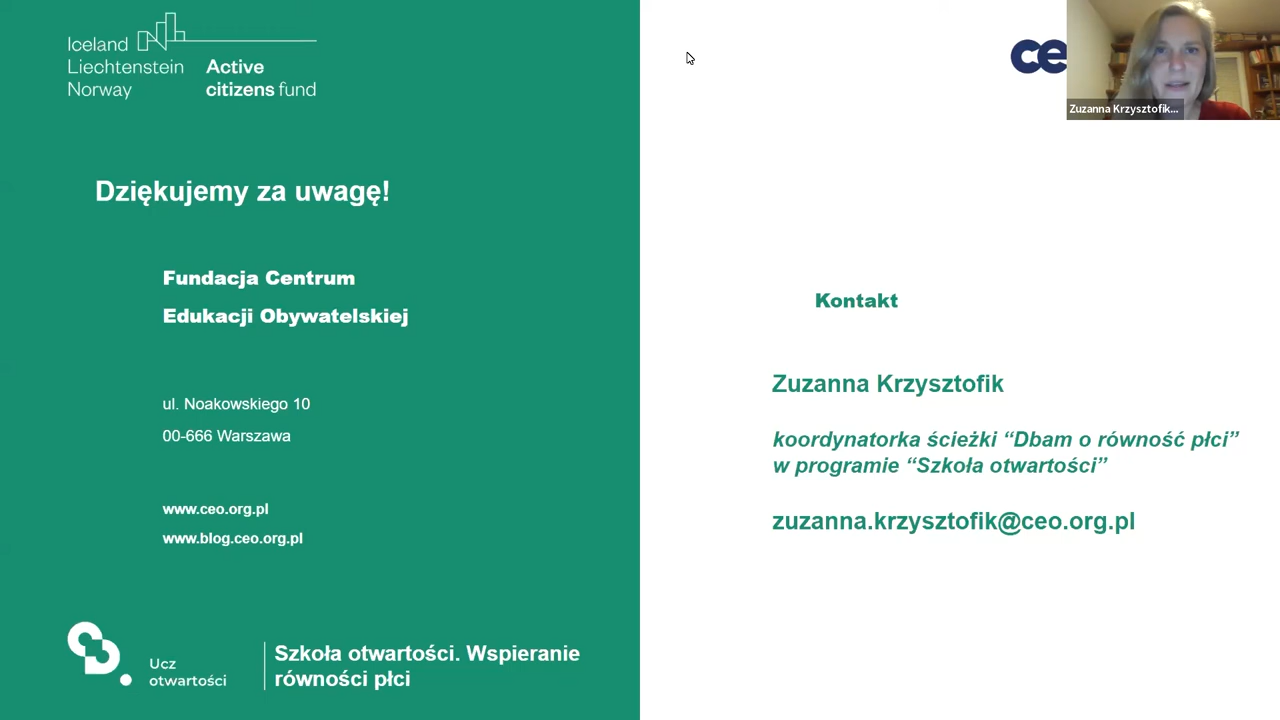 Iceland
Liechtenstein
Norway
Active
citizens fund
Dziękujemy za uwagę!
Fundacja Centrum
Edukacji Obywatelskiej
ul. Noakowskiego 10
00-666 Warszawa
www.ceo.org.pl
www.blog.ceo.org.pl
Ucz
otwartości
Szkoła otwartości. Wspieranie
równości płci
ce
Zuzanna Krzysztofik...
Kontakt
Zuzanna Krzysztofik
koordynatorka ścieżki “Dbam o równość płci”
w programie “Szkoła otwartości”
zuzanna.krzysztofik@ceo.org.pl